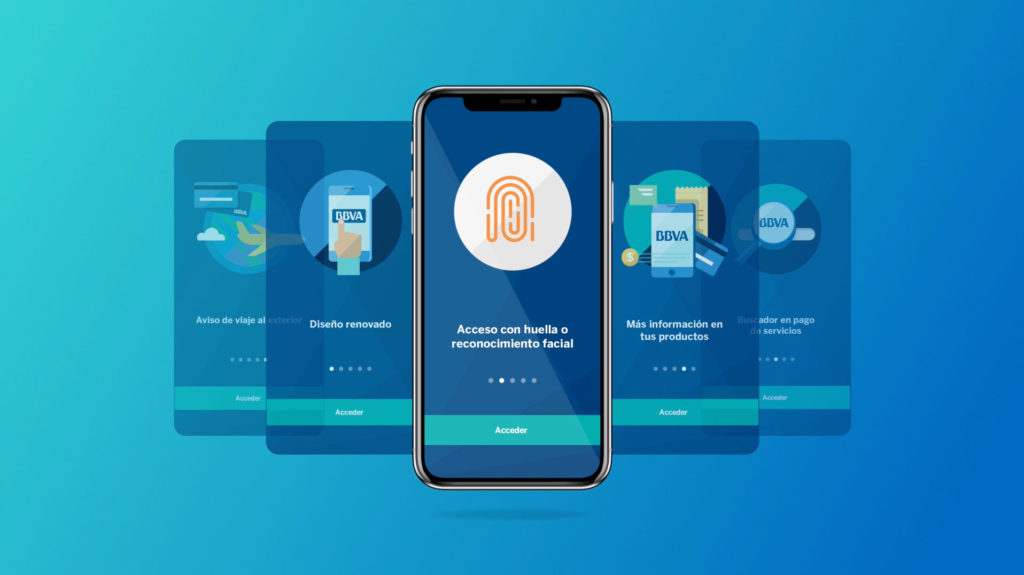 BBVA
Aviso de viaje al exterior
Acceder
BBVA
Diseño renovado
Acceder
Acceso con huella o
reconocimiento facial
Acceder
$
BBVA
Más información en
tus productos
Acceder
BBVA
Buscador en pago
de servicios
Acceder